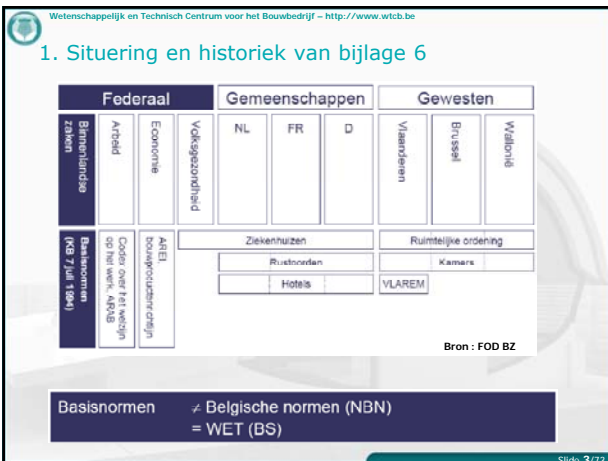 Wetenschappelijk en Technisch Centrum voor het Bouwbedrijf – http://www.wtcb.be
1. Situering en historiek van bijlage 6
Federaal
Gemeenschappen
Gewesten
Binnenlandse zaken
Arbeid
Economie
Volksgezondheid
NL
FR
D
Vlaanderen
Brussel
Wallonië
Basisnormen
(KB 7 juli 1994)
Codex over het welzijn
op het werk, ARAB
AREI,
bouwproductenrichtlijn
Ziekenhuizen
Rustoorden
Hotels
Ruimtelijke ordening
Kamers
VLAREM
Bron : FOD BZ
Basisnormen ≠ Belgische normen (NBN)
= WET (BS)
Slide 3/72